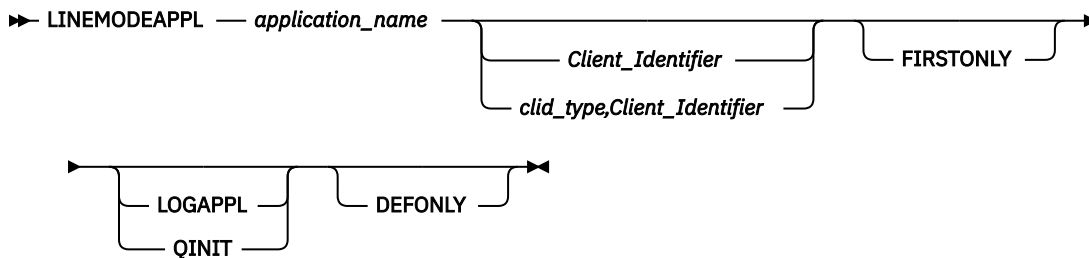 LINEMODEAPPL application_name
Client_Identifier
clid_type,Client_Identifier
FIRSTONLY
LOGAPPL
QINIT
DEFONLY